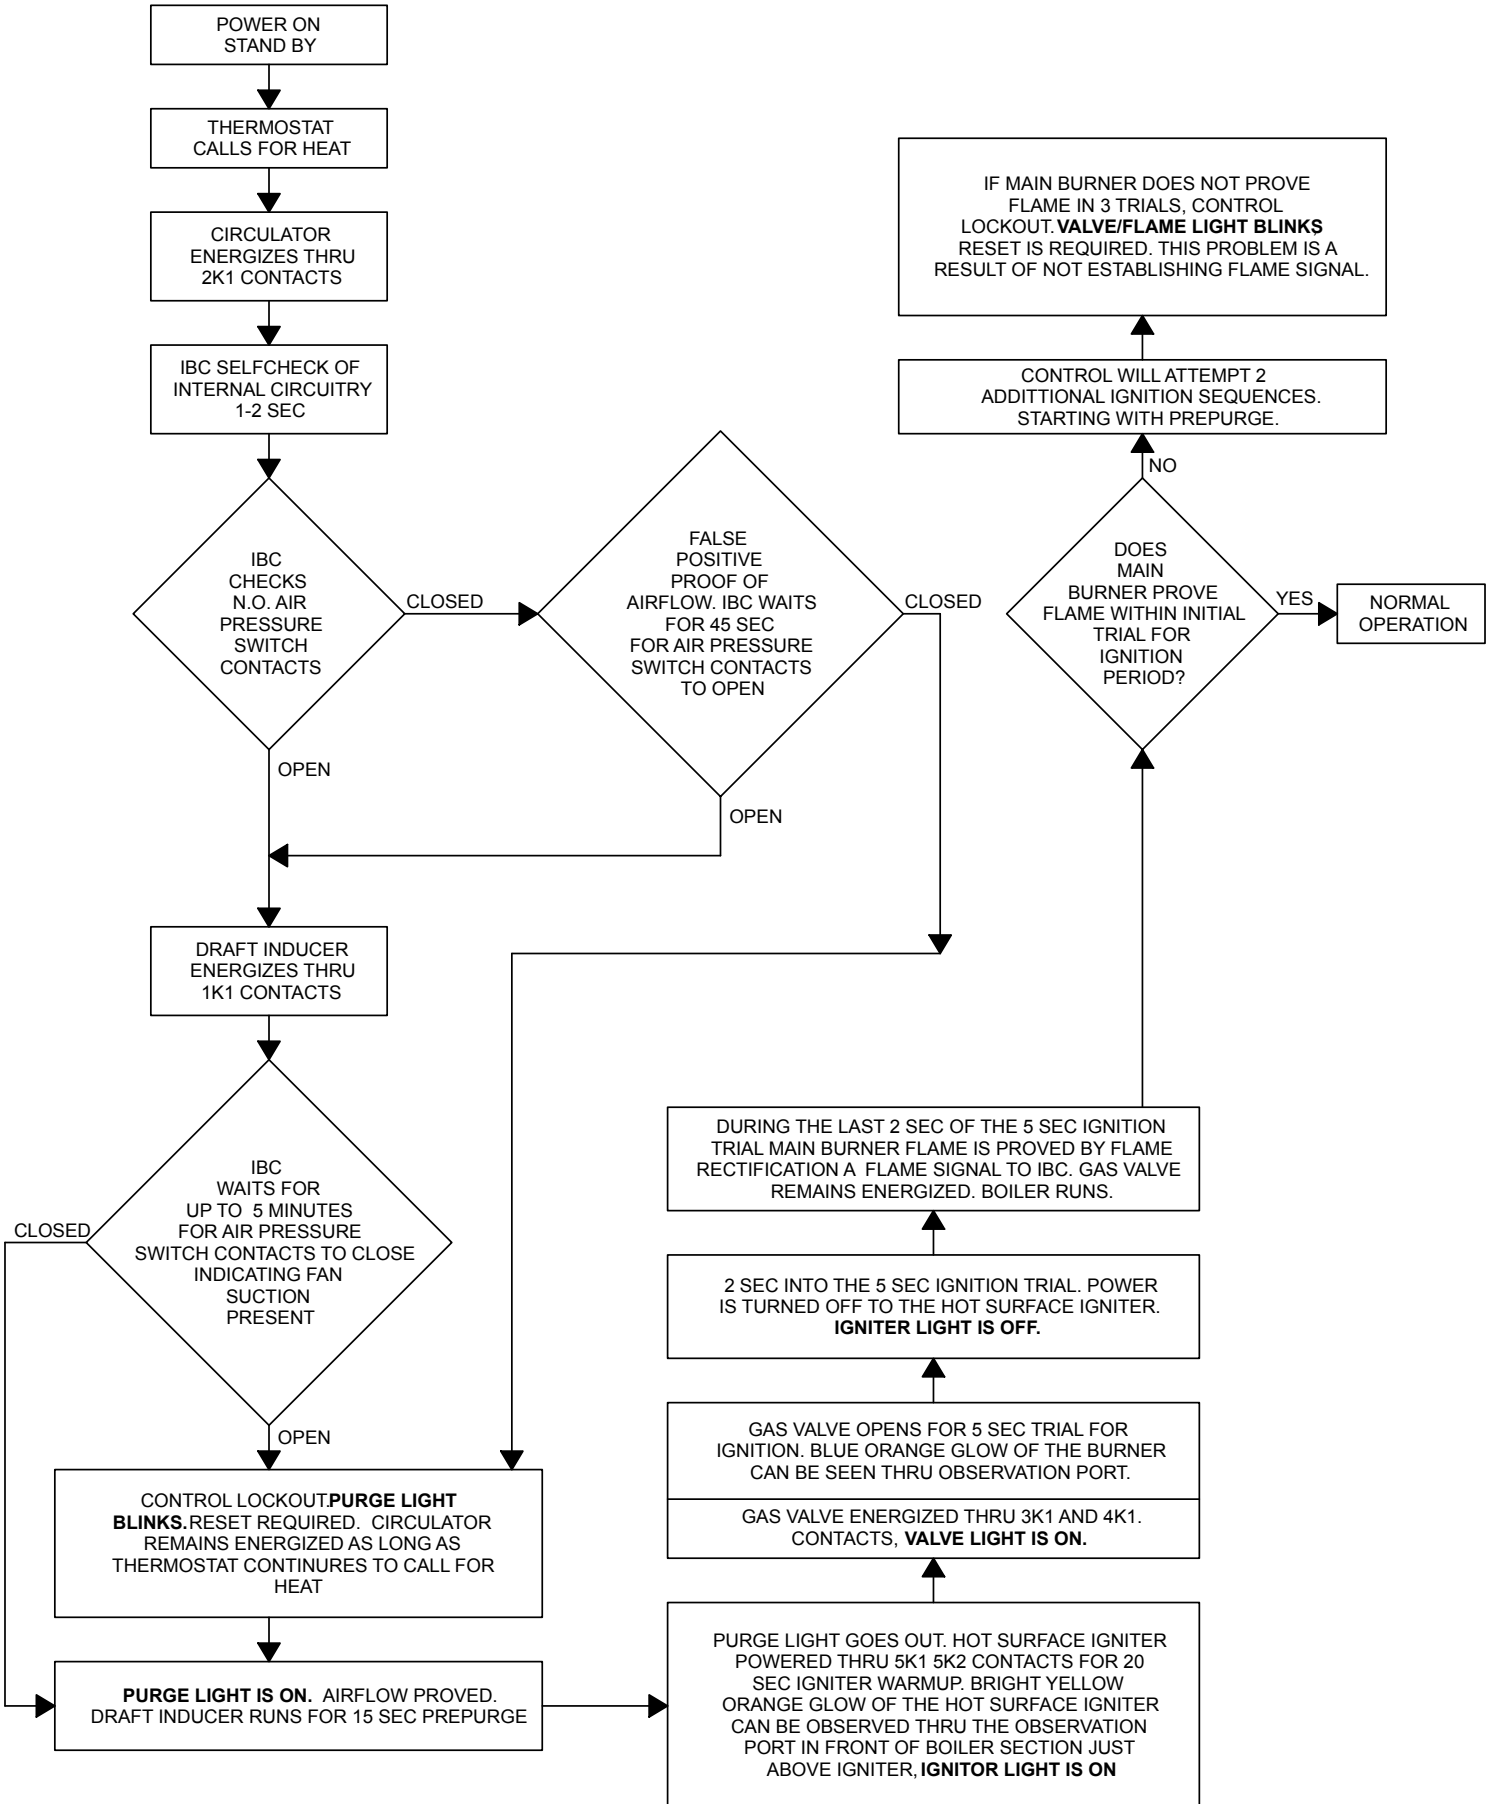 POWER ON
STAND BY
THERMOSTAT
CALLS FOR HEAT
CIRCULATOR
ENERGIZES THRU
2K1 CONTACTS
IBC SELFCHECK OF
INTERNAL CIRCUITRY
1-2 SEC
IBC
CHECKS
N.O. AIR
PRESSURE
SWITCH
CONTACTS
CLOSED
OPEN
FALSE
POSITIVE
PROOF OF
AIRFLOW. IBC WAITS
FOR 45 SEC
FOR AIR PRESSURE
SWITCH CONTACTS
TO OPEN
CLOSED
OPEN
DRAFT INDUCER
ENERGIZES THRU
1K1 CONTACTS
IBC
WAITS FOR
UP TO 5 MINUTES
FOR AIR PRESSURE
SWITCH CONTACTS TO CLOSE
INDICATING FAN
SUCTION
PRESENT
CLOSED
OPEN
CONTROL LOCKOUT.PURGE LIGHT
BLINKS. RESET REQUIRED. CIRCULATOR
REMAINS ENERGIZED AS LONG AS
THERMOSTAT CONTINURES TO CALL FOR
HEAT
PURGE LIGHT IS ON. AIRFLOW PROVED.
DRAFT INDUCER RUNS FOR 15 SEC PREPURGE
PURGE LIGHT GOES OUT. HOT SURFACE IGNITER
POWERED THRU 5K1 5K2 CONTACTS FOR 20
SEC IGNITER WARMUP. BRIGHT YELLOW
ORANGE GLOW OF THE HOT SURFACE IGNITER
CAN BE OBSERVED THRU THE OBSERVATION
PORT IN FRONT OF BOILER SECTION JUST
ABOVE IGNITER, IGNITOR LIGHT IS ON
GAS VALVE OPENS FOR 5 SEC TRIAL FOR
IGNITION. BLUE ORANGE GLOW OF THE BURNER
CAN BE SEEN THRU OBSERVATION PORT.
GAS VALVE ENERGIZED THRU 3K1 AND 4K1.
CONTACTS, VALVE LIGHT IS ON.
2 SEC INTO THE 5 SEC IGNITION TRIAL. POWER
IS TURNED OFF TO THE HOT SURFACE IGNITER.
IGNITER LIGHT IS OFF.
DURING THE LAST 2 SEC OF THE 5 SEC IGNITION
TRIAL MAIN BURNER FLAME IS PROVED BY FLAME
RECTIFICATION A FLAME SIGNAL TO IBC. GAS VALVE
REMAINS ENERGIZED. BOILER RUNS.
DOES
MAIN
BURNER PROVE
FLAME WITHIN INITIAL
TRIAL FOR
IGNITION
PERIOD?
YES
NORMAL
OPERATION
NO
CONTROL WILL ATTEMPT 2
ADDITTIONAL IGNITION SEQUENCES.
STARTING WITH PREPURGE.
IF MAIN BURNER DOES NOT PROVE
FLAME IN 3 TRIALS, CONTROL
LOCKOUT. VALVE/FLAME LIGHT BLINKS,
RESET IS REQUIRED. THIS PROBLEM IS A
RESULT OF NOT ESTABLISHING FLAME SIGNAL.